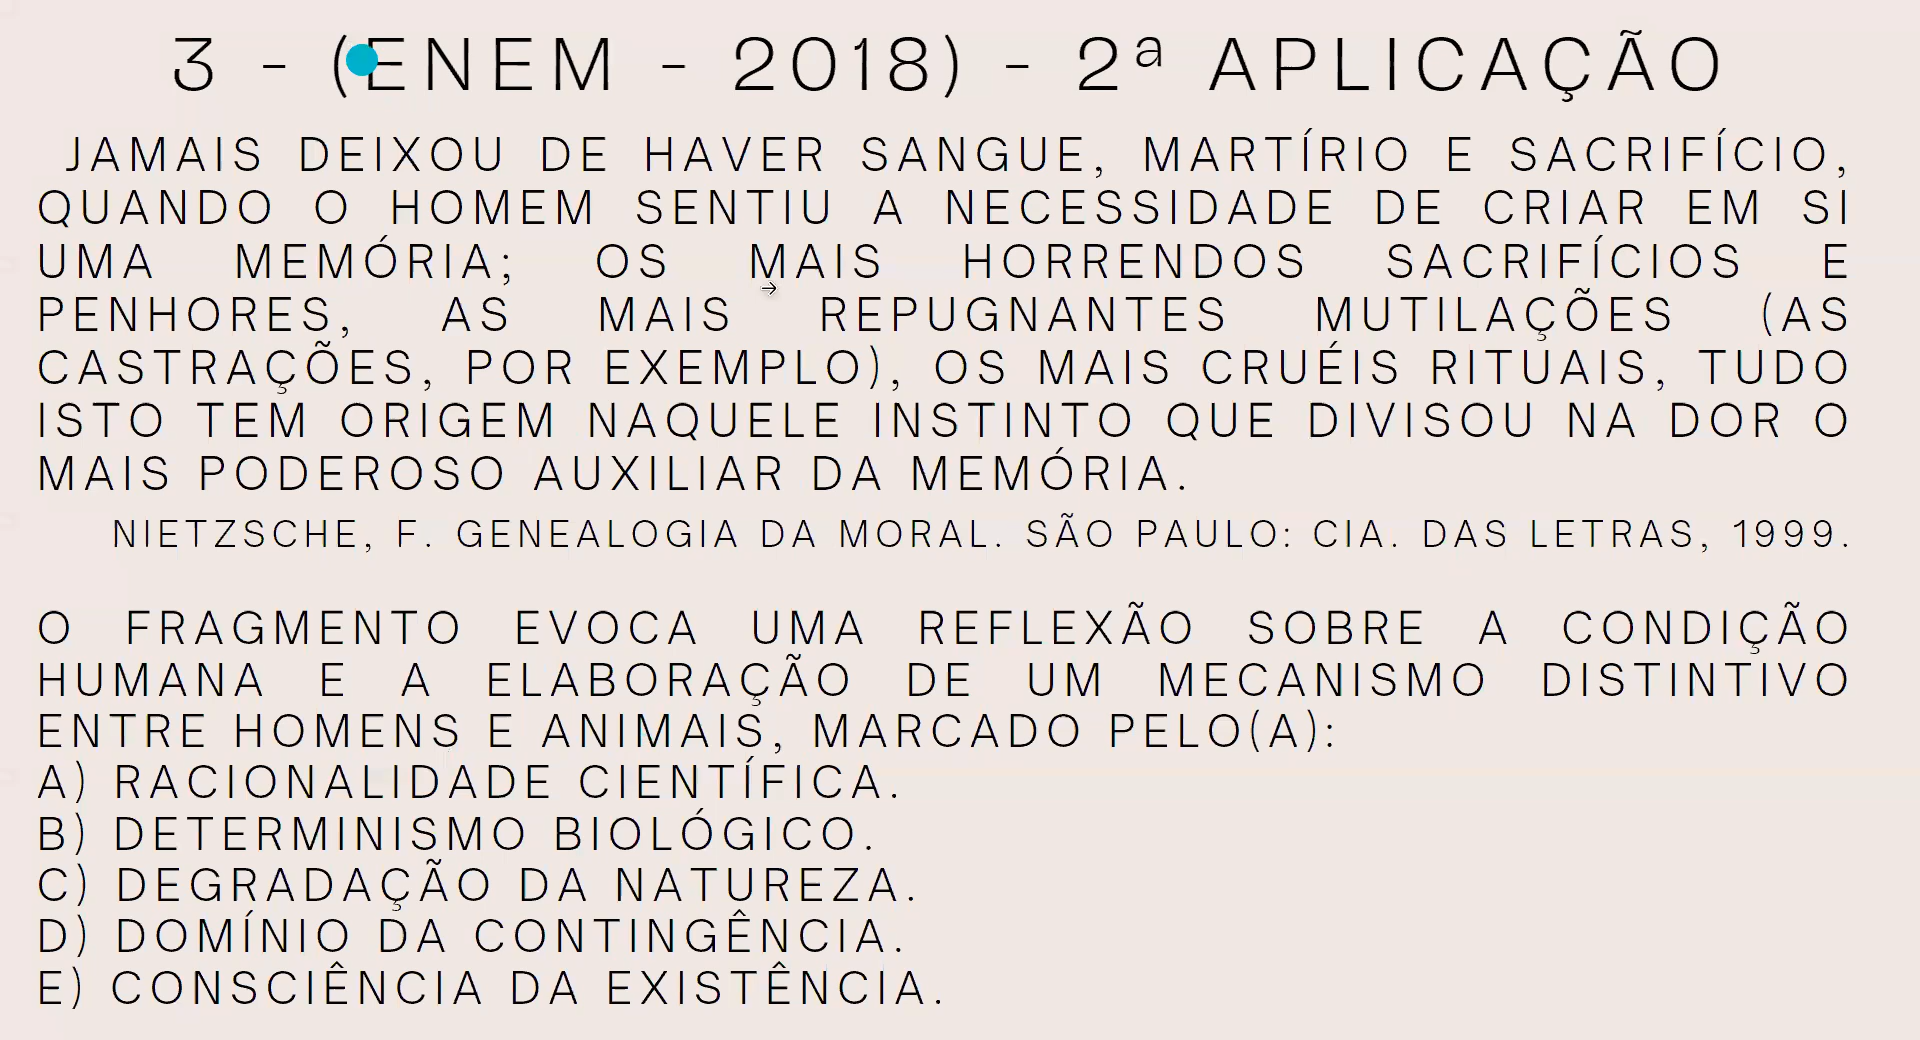 3 - (ENEM - 2018) - 2ª APLICAÇÃO
JAMAIS DEIXOU DE HAVER SANGUE, MARTÍRIO E SACRIFÍCIO,
QUANDO O HOMEM SENTIU A NECESSIDADE DE CRIAR EM SI
UMA MEMÓRIA; OS MAIS HORRENDOS SACRIFÍCIOS E
PENHORES, AS MAIS REPUGNANTES MUTILAÇÕES (AS
CASTRAÇÕES, POR EXEMPLO), OS MAIS CRUÉIS RITUAIS, TUDO
ISTO TEM ORIGEM NAQUELE INSTINTO QUE DIVISOU NA DOR O
MAIS PODEROSO AUXILIAR DA MEMÓRIA.
NIETZSCHE, F. GENEALOGIA DA MORAL. SÃO PAULO: CIA. DAS LETRAS, 1999.
O FRAGMENTO EVOCA UMA REFLEXÃO SOBRE A CONDIÇÃO
HUMANA E A ELABORAÇÃO DE UM MECANISMO DISTINTIVO
ENTRE HOMENS E ANIMAIS, MARCADO PELO(A):
A) RACIONALIDADE CIENTÍFICA.
B) DETERMINISMO BIOLÓGICO.
C) DEGRADAÇÃO DA NATUREZA.
D) DOMÍNIO DA CONTINGÊNCIA.
E) CONSCIÊNCIA DA EXISTÊNCIA.